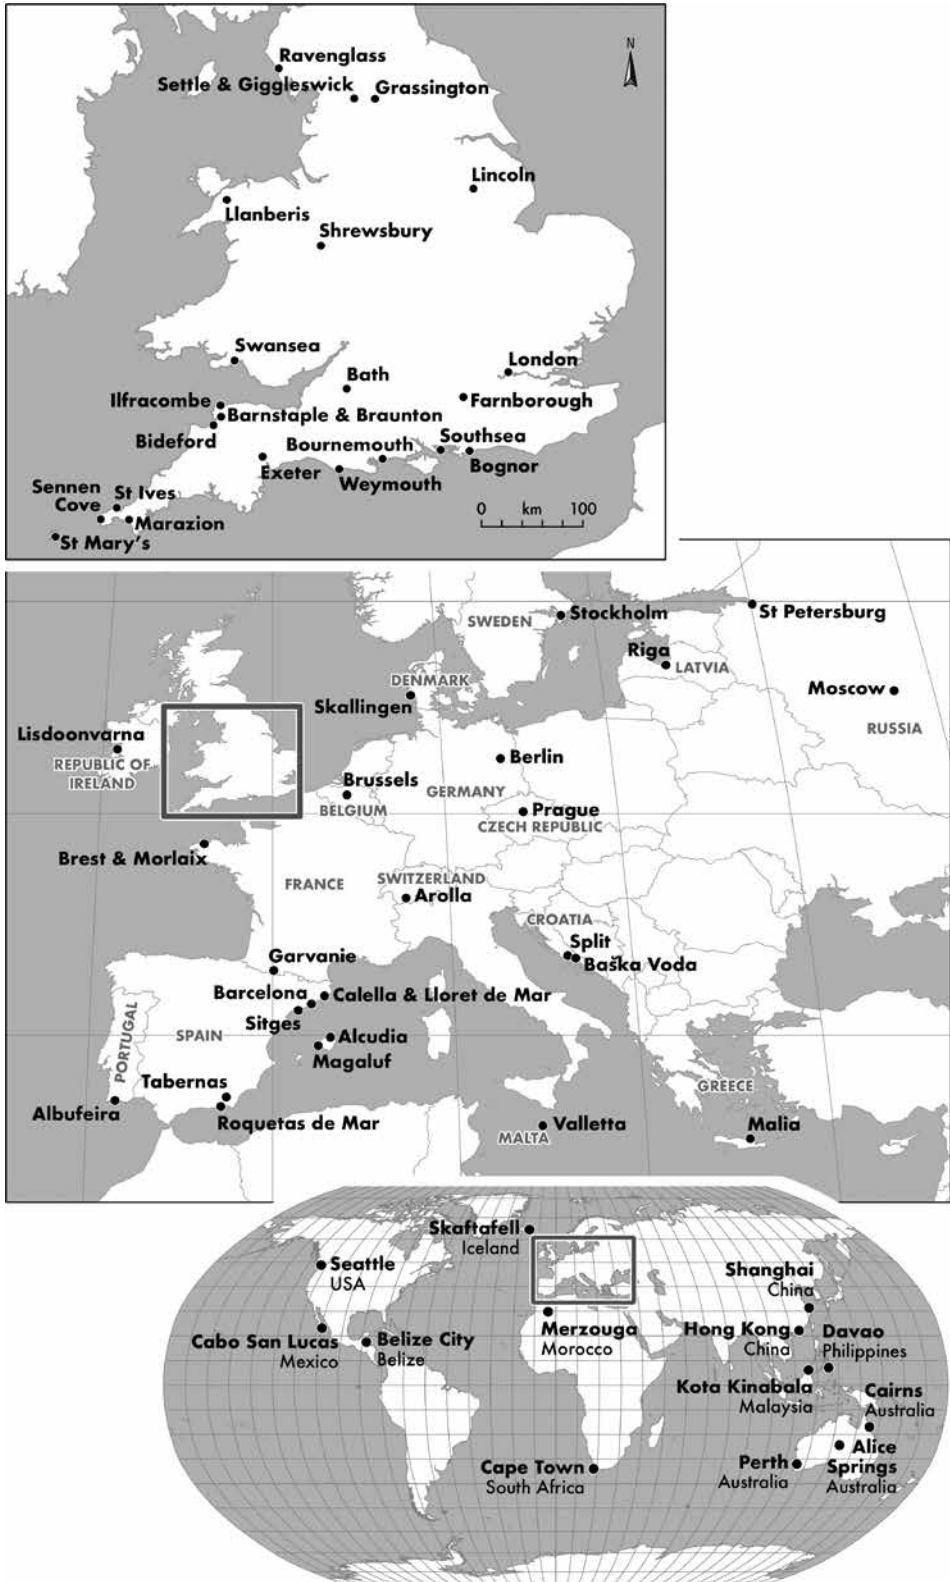 N
Ravenglass
Settle & Giggleswick
Grassington
Lincoln
Llanberis
Shrewsbury
Swansea
London
Bath
Ilfracombe
Farnborough
Barnstaple & Braunton
Bideford
Bournemouth
Southsea
Exeter
Bognor
Weymouth
Sennen
Cove
St Ives
Marazion
St Mary's
0 km 100
SWEDEN
Stockholm
St Petersburg
Riga
LATVIA
DENMARK
Skallingen
Moscow
RUSSIA
Lisdoonvarna
REPUBLIC OF
IRELAND
Berlin
Brussels
BELGIUM
GERMANY
Prague
CZECH REPUBLIC
Brest & Morlaix
FRANCE
SWITZERLAND
Arolla
CROATIA
Split
Baška Voda
Garvanie
Barcelona
Calella & Lloret de Mar
Sitges
PORTUGAL
SPAIN
Alcudia
Magaluf
Tabernas
GREECE
Albufeira
Roquetas de Mar
Valletta
MALTA
Malia
Skaftafell
Iceland
Seattle
USA
Shanghai
China
Cabo San Lucas
Mexico
Belize City
Belize
Merzouga
Morocco
Hong Kong
China
Davao
Philippines
Kota Kinabala
Malaysia
Cairns
Australia
Cape Town
South Africa
Perth
Australia
Alice
Springs
Australia